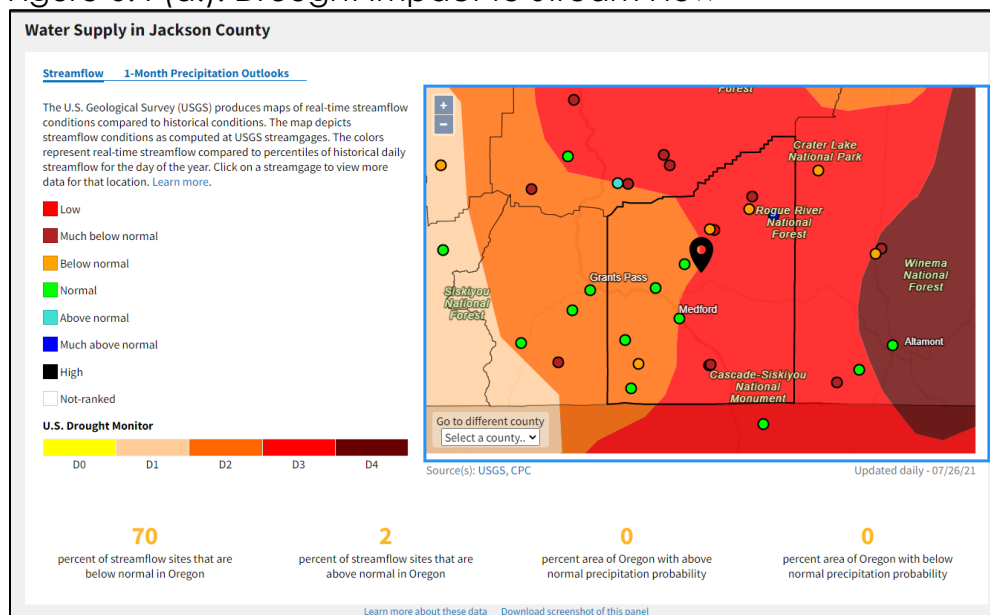 Figure 6.4 (a.): Drought Impact to Stream Flow
Water Supply in Jackson County
Streamflow 1-Month Precipitation Outlooks
The U.S. Geological Survey (USGS) produces maps of real-time streamflow
conditions compared to historical conditions. The map depicts
streamflow conditions as computed at USGS streamgages. The colors
represent real-time streamflow compared to percentiles of historical daily
streamflow for the day of the year. Click on a streamgage to view more
data for that location. Learn more.
Low
Much below normal
Below normal
Normal
Above normal
Much above normal
High
Not-ranked
U.S. Drought Monitor
D0 D1 D2 D3 D4
+
−
Forest
Crater Lake
National Park
Rogue River
National
Forest
Winema
National
Forest
Grants Pass
Siskiyou
National
Forest
Medford
Altamont
Cascade-Siskiyou
National
Monument
Go to different county
Select a county..
Source(s): USGS, CPC
Updated daily - 07/26/21
70
percent of streamflow sites that are
below normal in Oregon
2
percent of streamflow sites that are
above normal in Oregon
0
percent area of Oregon with above
normal precipitation probability
0
percent area of Oregon with below
normal precipitation probability
Learn more about these data Download screenshot of this panel